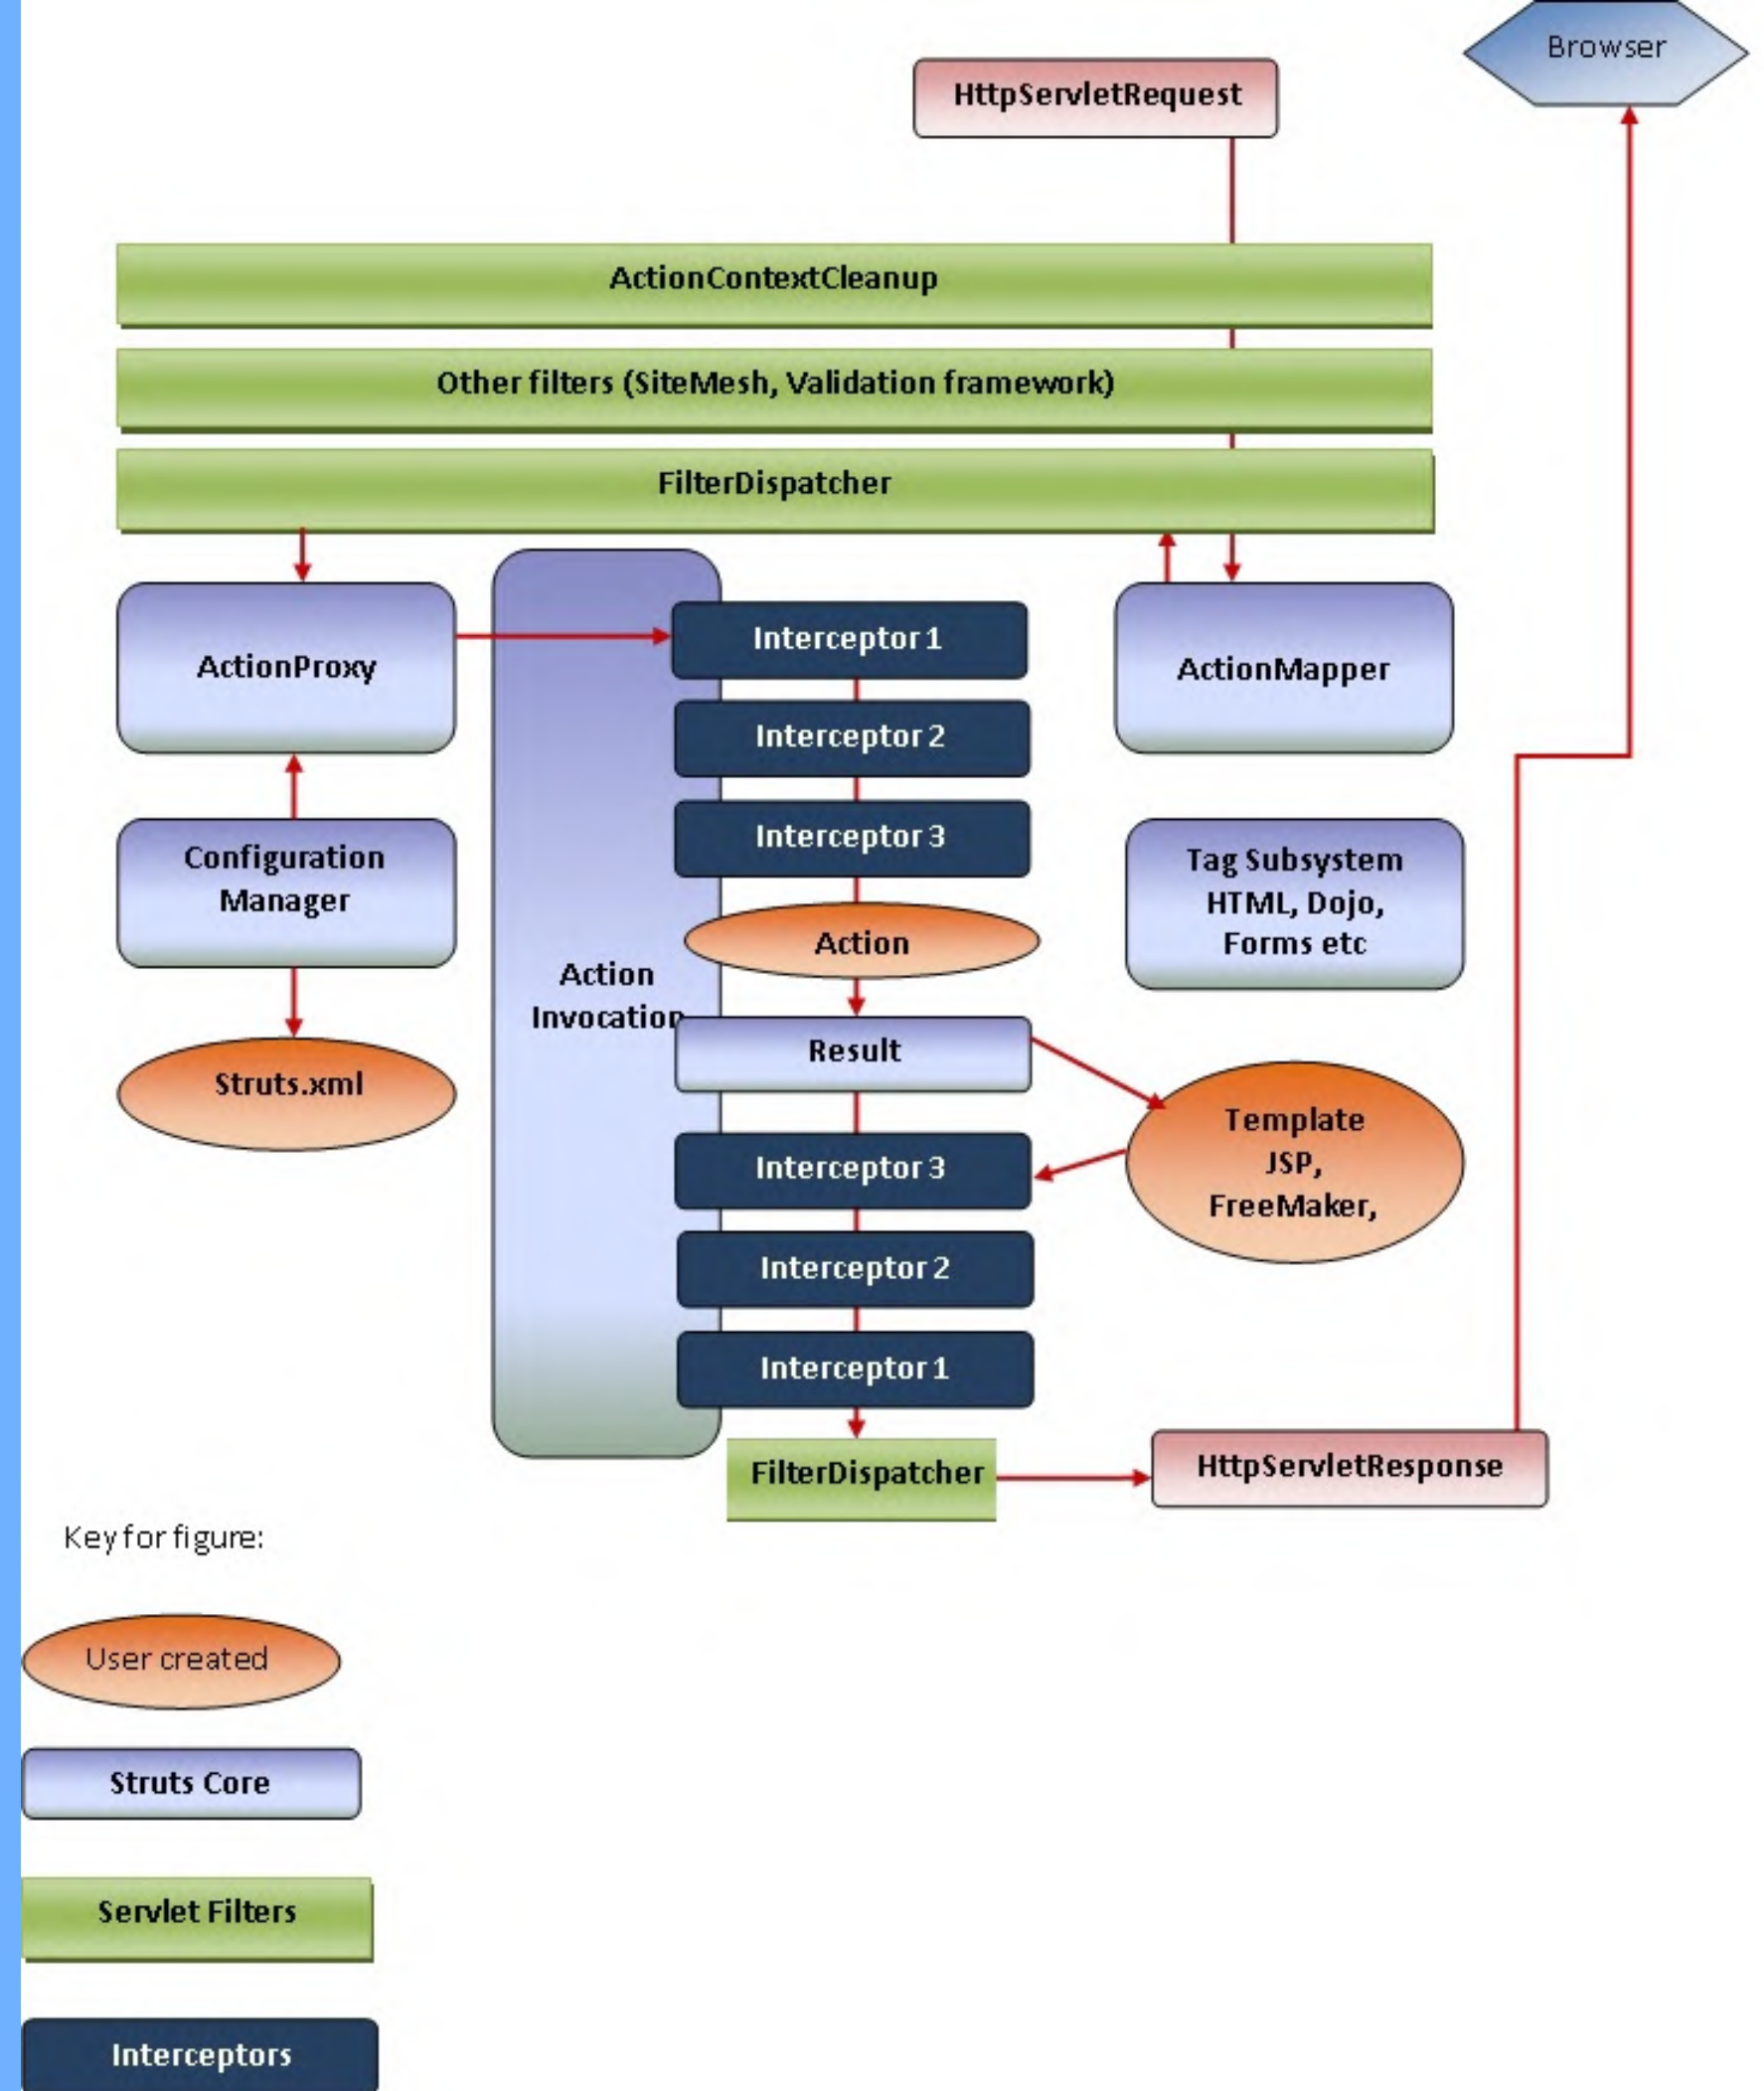 Browser
HttpServletRequest
ActionContextCleanup
Other filters (SiteMesh, Validation framework)
FilterDispatcher
ActionProxy
Interceptor 1
ActionMapper
Interceptor 2
Interceptor 3
Configuration
Manager
Tag Subsystem
HTML, Dojo,
Forms etc
Action
Action
Invocation
Result
Struts.xml
Template
JSP,
FreeMaker,
Interceptor 3
Interceptor 2
Interceptor 1
FilterDispatcher
HttpServletResponse
Key for figure:
User created
Struts Core
Servlet Filters
Interceptors